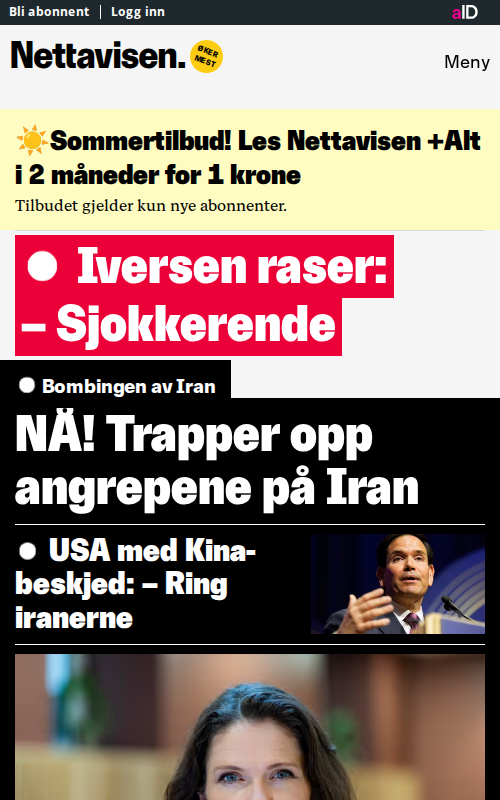 Bli abonnent | Logg inn
aID
Nettavisen.
ØKER
MEST
Meny
☀️Sommertilbud! Les Nettavisen +Alt
i 2 måneder for 1 krone
Tilbudet gjelder kun nye abonnenter.
Iversen raser:
– Sjokkerende
Bombingen av Iran
NÅ! Trapper opp
angrepene på Iran
USA med Kina-
beskjed: – Ring
iranerne